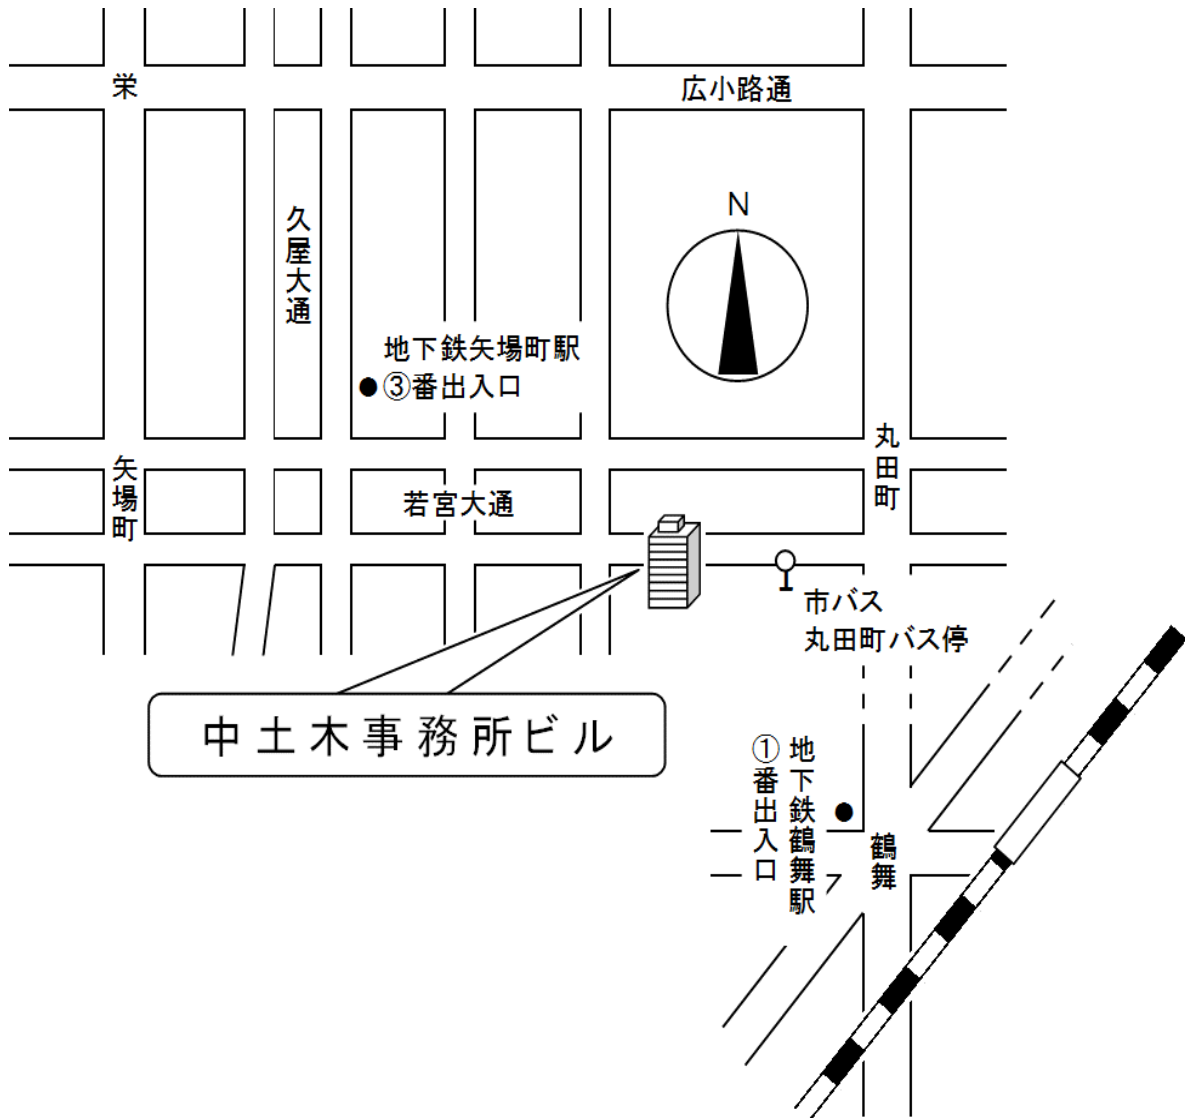 栄
広小路通
N
久屋大通
地下鉄矢場町駅
③番出入口
丸田町
矢場町
若宮大通
市バス
丸田町バス停
中土木事務所ビル
地下鉄鶴舞駅
①番出入口
鶴舞